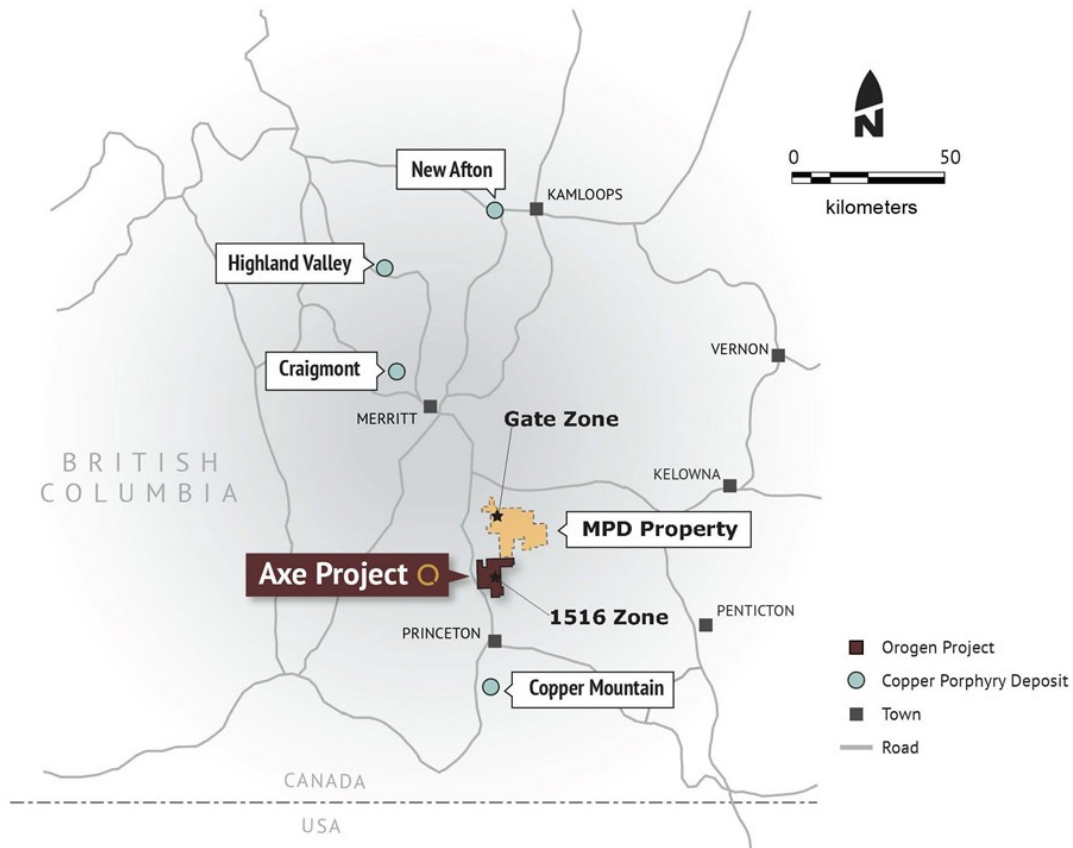 N
0 50
kilometers
New Afton
KAMLOOPS
Highland Valley
VERNON
Craigmont
MERRITT
Gate Zone
BRITISH
COLUMBIA
KELOWNA
MPD Property
Axe Project
1516 Zone
PENTICTON
PRINCETON
Orogen Project
Copper Mountain
Copper Porphyry Deposit
Town
Road
CANADA
USA